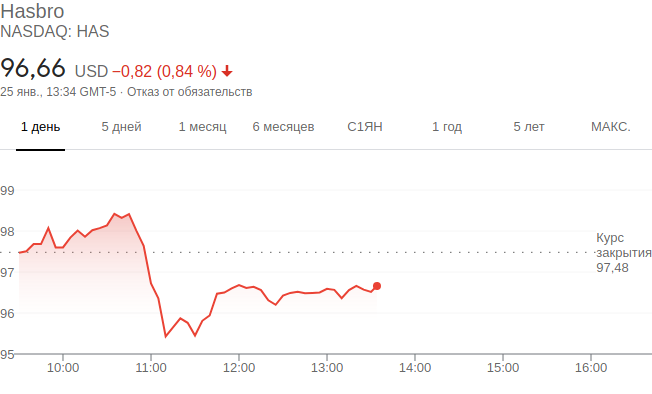 Hasbro
NASDAQ: HAS
96,66 USD −0,82 (0,84 %)
25 янв., 13:34 GMT-5 · Отказ от обязательств
1 день 5 дней 1 месяц 6 месяцев С1ЯН 1 год 5 лет МАКС.
99
98
Курс
закрытия
97,48
97
96
95
10:00 11:00 12:00 13:00 14:00 15:00 16:00